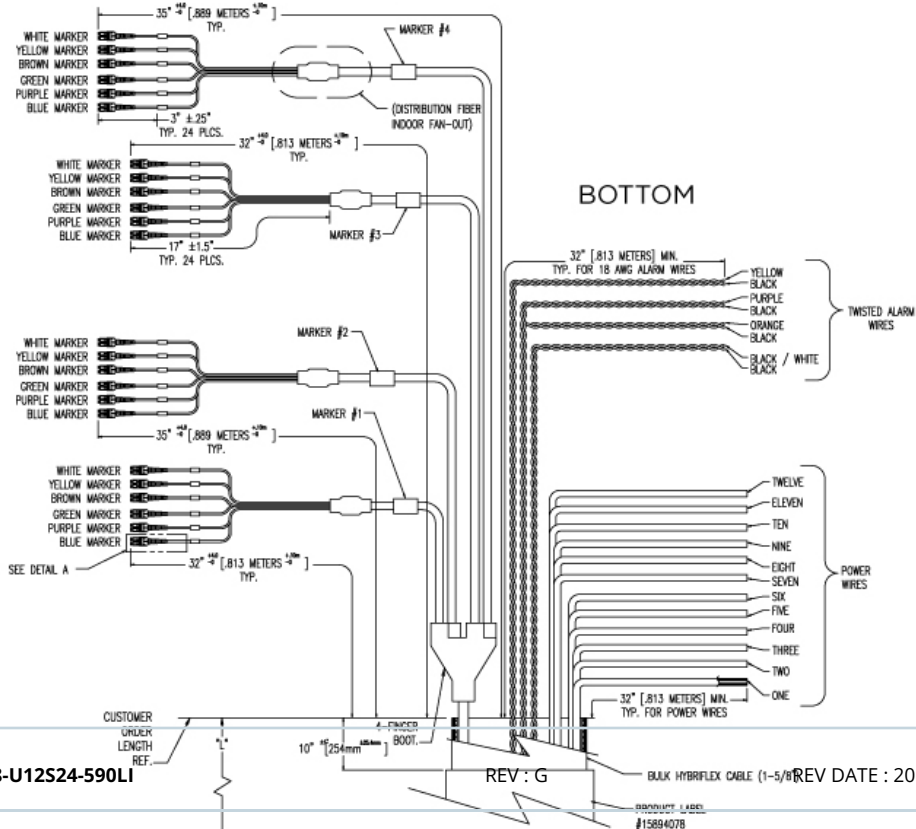 35" [.889 METERS ]
TYP.
WHITE MARKER
YELLOW MARKER
BROWN MARKER
GREEN MARKER
PURPLE MARKER
BLUE MARKER
MARKER #4
(DISTRIBUTION FIBER
INDOOR FAN-OUT)
3" ±.25"
TYP. 24 PLCS.
32" [.813 METERS ]
TYP.
WHITE MARKER
YELLOW MARKER
BROWN MARKER
GREEN MARKER
PURPLE MARKER
BLUE MARKER
MARKER #3
17" ±1.5"
TYP. 24 PLCS.
BOTTOM
32" [.813 METERS] MIN.
TYP. FOR 18 AWG ALARM WIRES
YELLOW
BLACK
PURPLE
BLACK
ORANGE
BLACK
BLACK / WHITE
BLACK
TWISTED ALARM
WIRES
MARKER #2
WHITE MARKER
YELLOW MARKER
BROWN MARKER
GREEN MARKER
PURPLE MARKER
BLUE MARKER
35" [.889 METERS ]
TYP.
MARKER #1
WHITE MARKER
YELLOW MARKER
BROWN MARKER
GREEN MARKER
PURPLE MARKER
BLUE MARKER
SEE DETAIL A
32" [.813 METERS ]
TYP.
TWELVE
ELEVEN
TEN
NINE
EIGHT
SEVEN
SIX
FIVE
FOUR
THREE
TWO
ONE
POWER
WIRES
32" [.813 METERS] MIN.
TYP. FOR POWER WIRES
CUSTOMER
ORDER
LENGTH
REF.
"L"
10" [254mm ]
FINGER
BOOT.
BULK HYBRIFLEX CABLE (1-5/8")
PRODUCT LABEL
#15894078
-U12S24-590LI
REV : G
REV DATE : 20